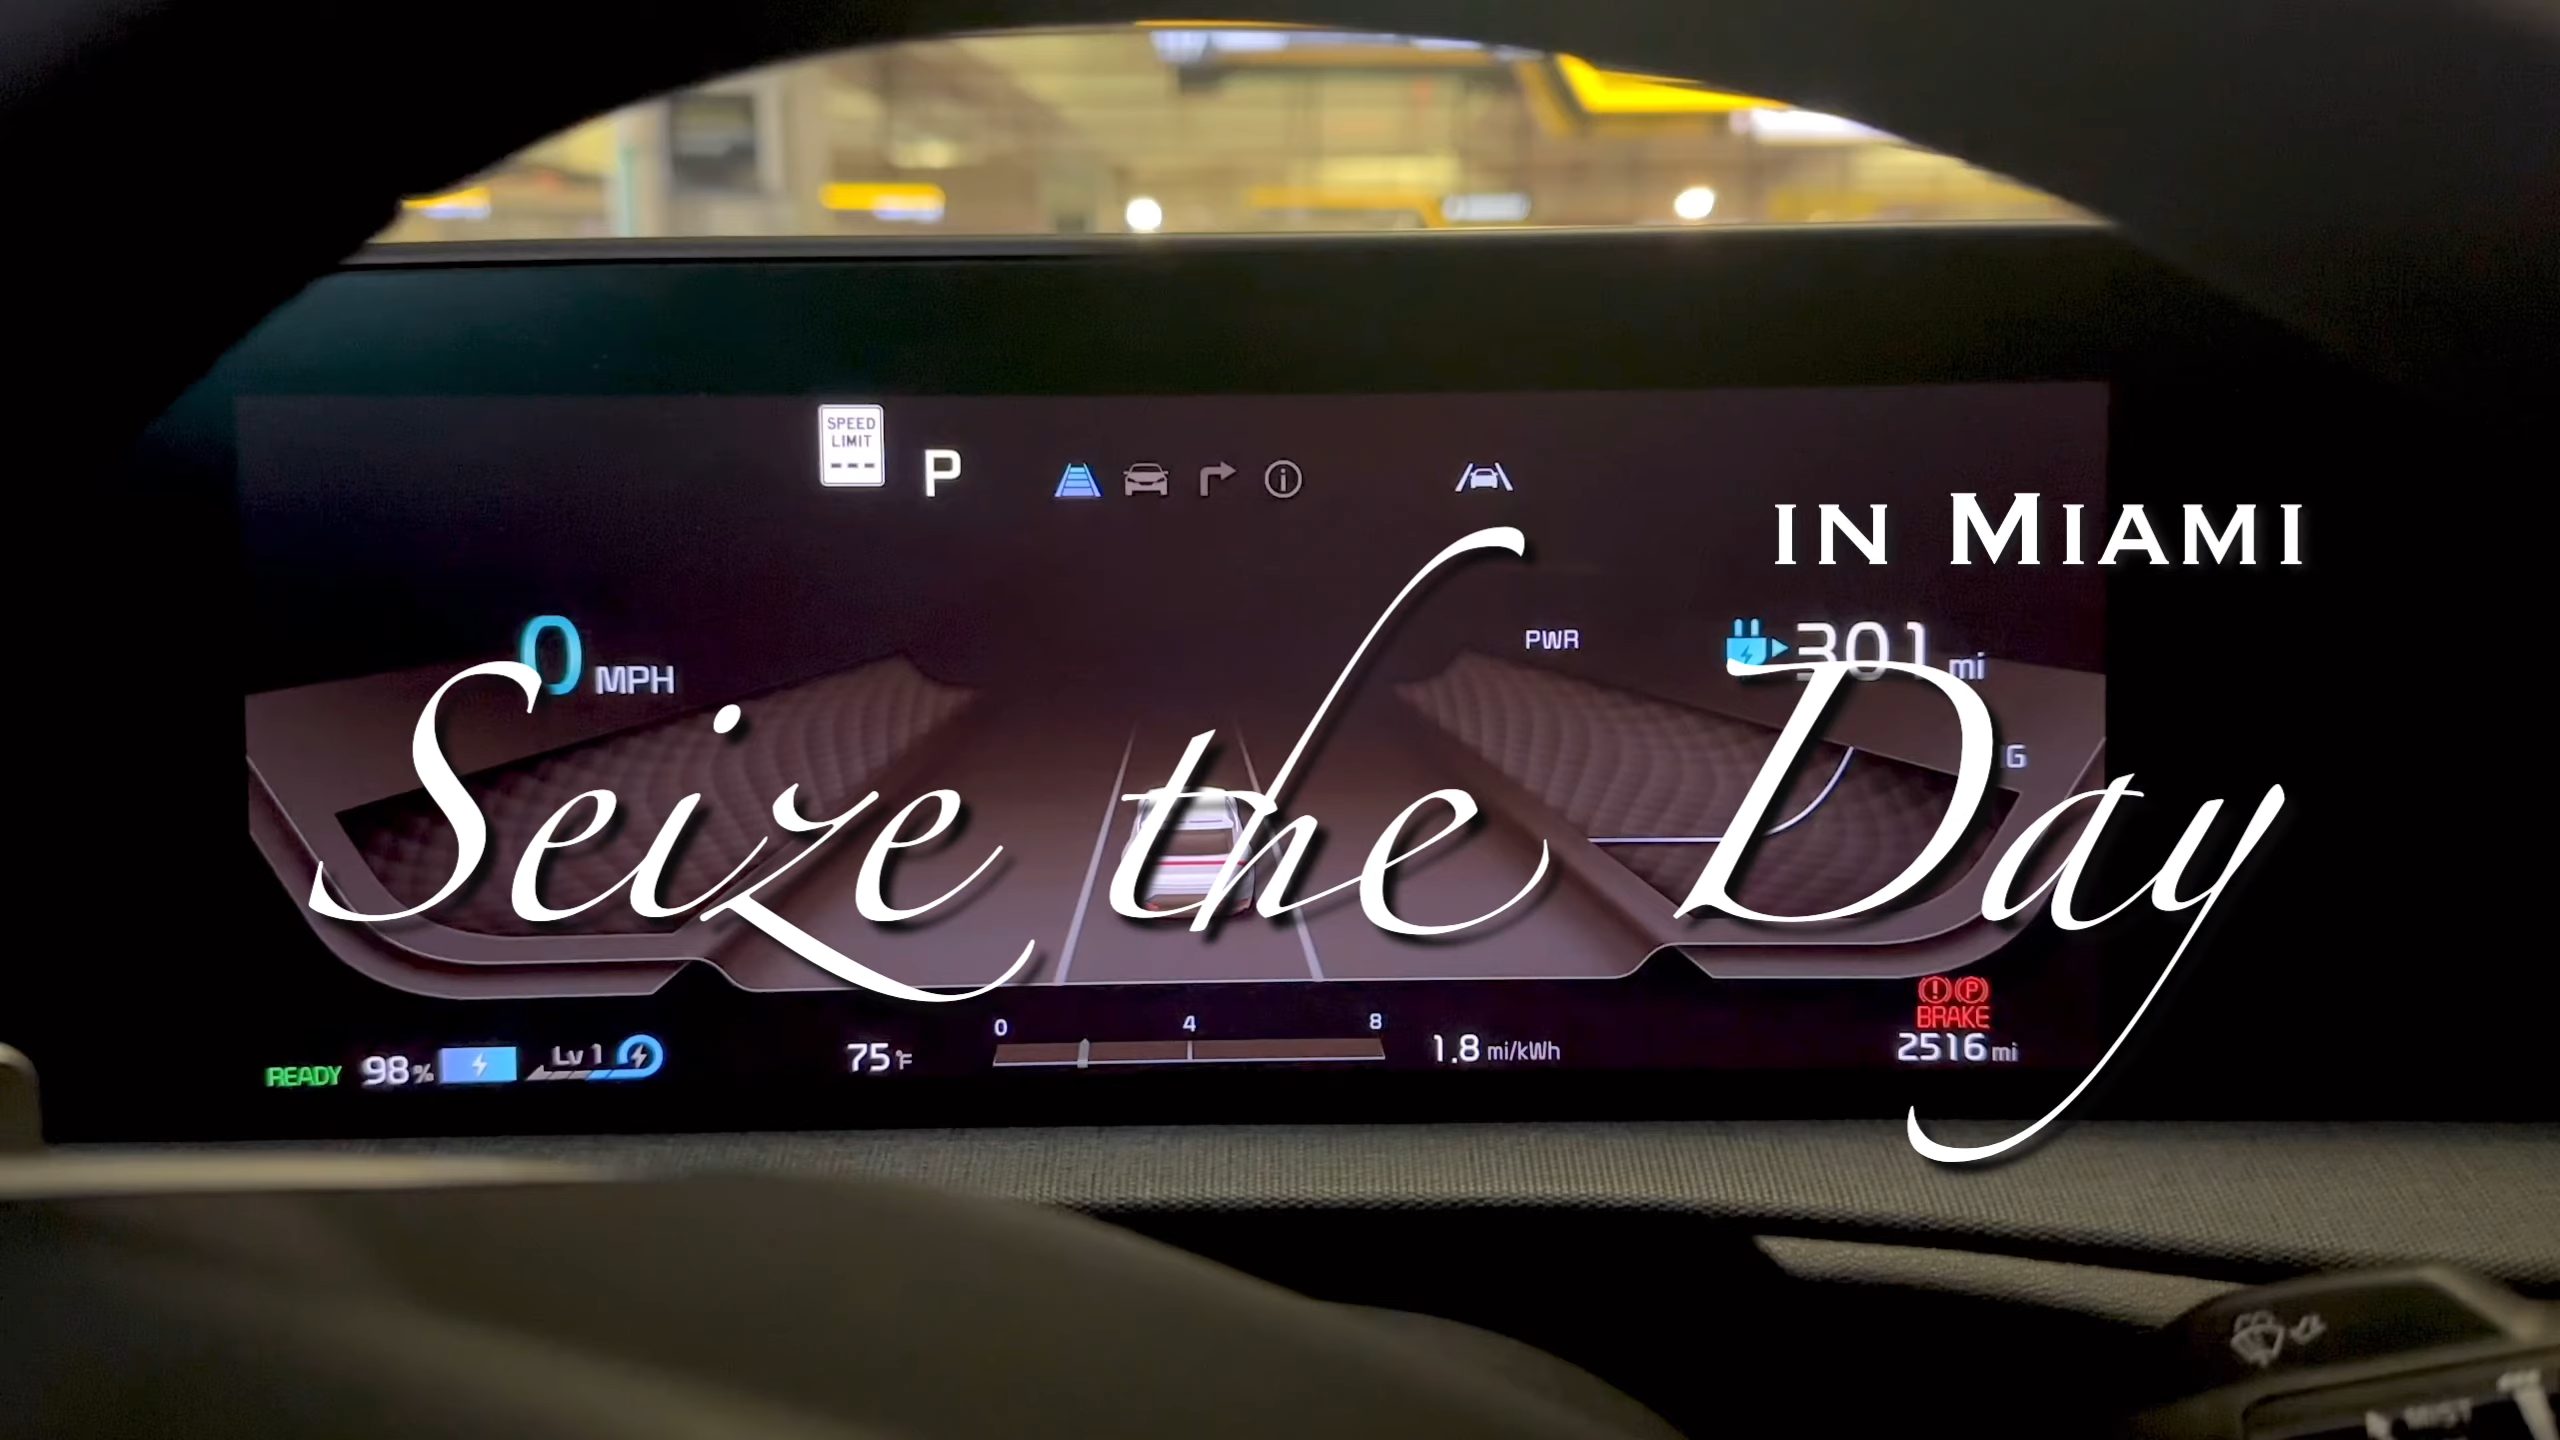 SPEED
LIMIT
---
P
IN MIAMI
0 MPH
PWR
301 mi
Seize the Day
G
BRAKE
READY 98% Lv 1
75°F
0 4 8
1.8 mi/kWh
2516 mi
MIST